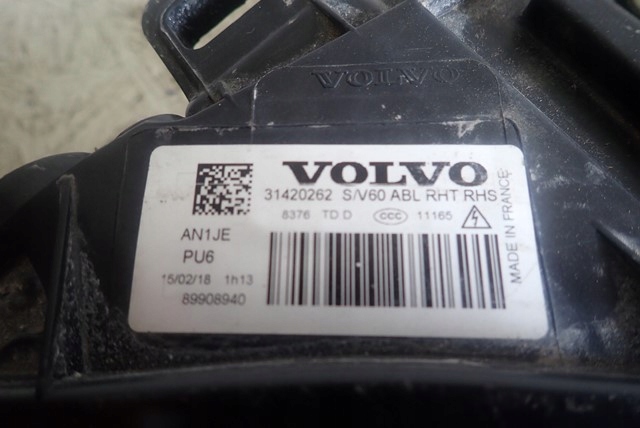 VOLVO
VOLVO
31420262 S/V60 ABL RHT RHS
8376 TD D CCC 11165
AN1JE
PU6
15/02/18 1h13
89908940
MADE IN FRANCE